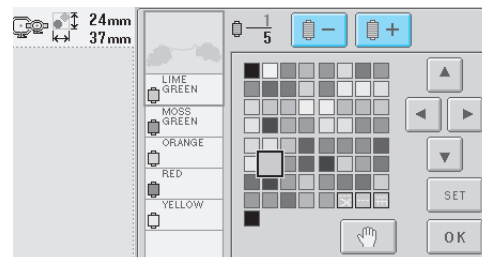 24mm
37mm
1
5
−
+
LIME
GREEN
MOSS
GREEN
ORANGE
RED
YELLOW
SET
OK